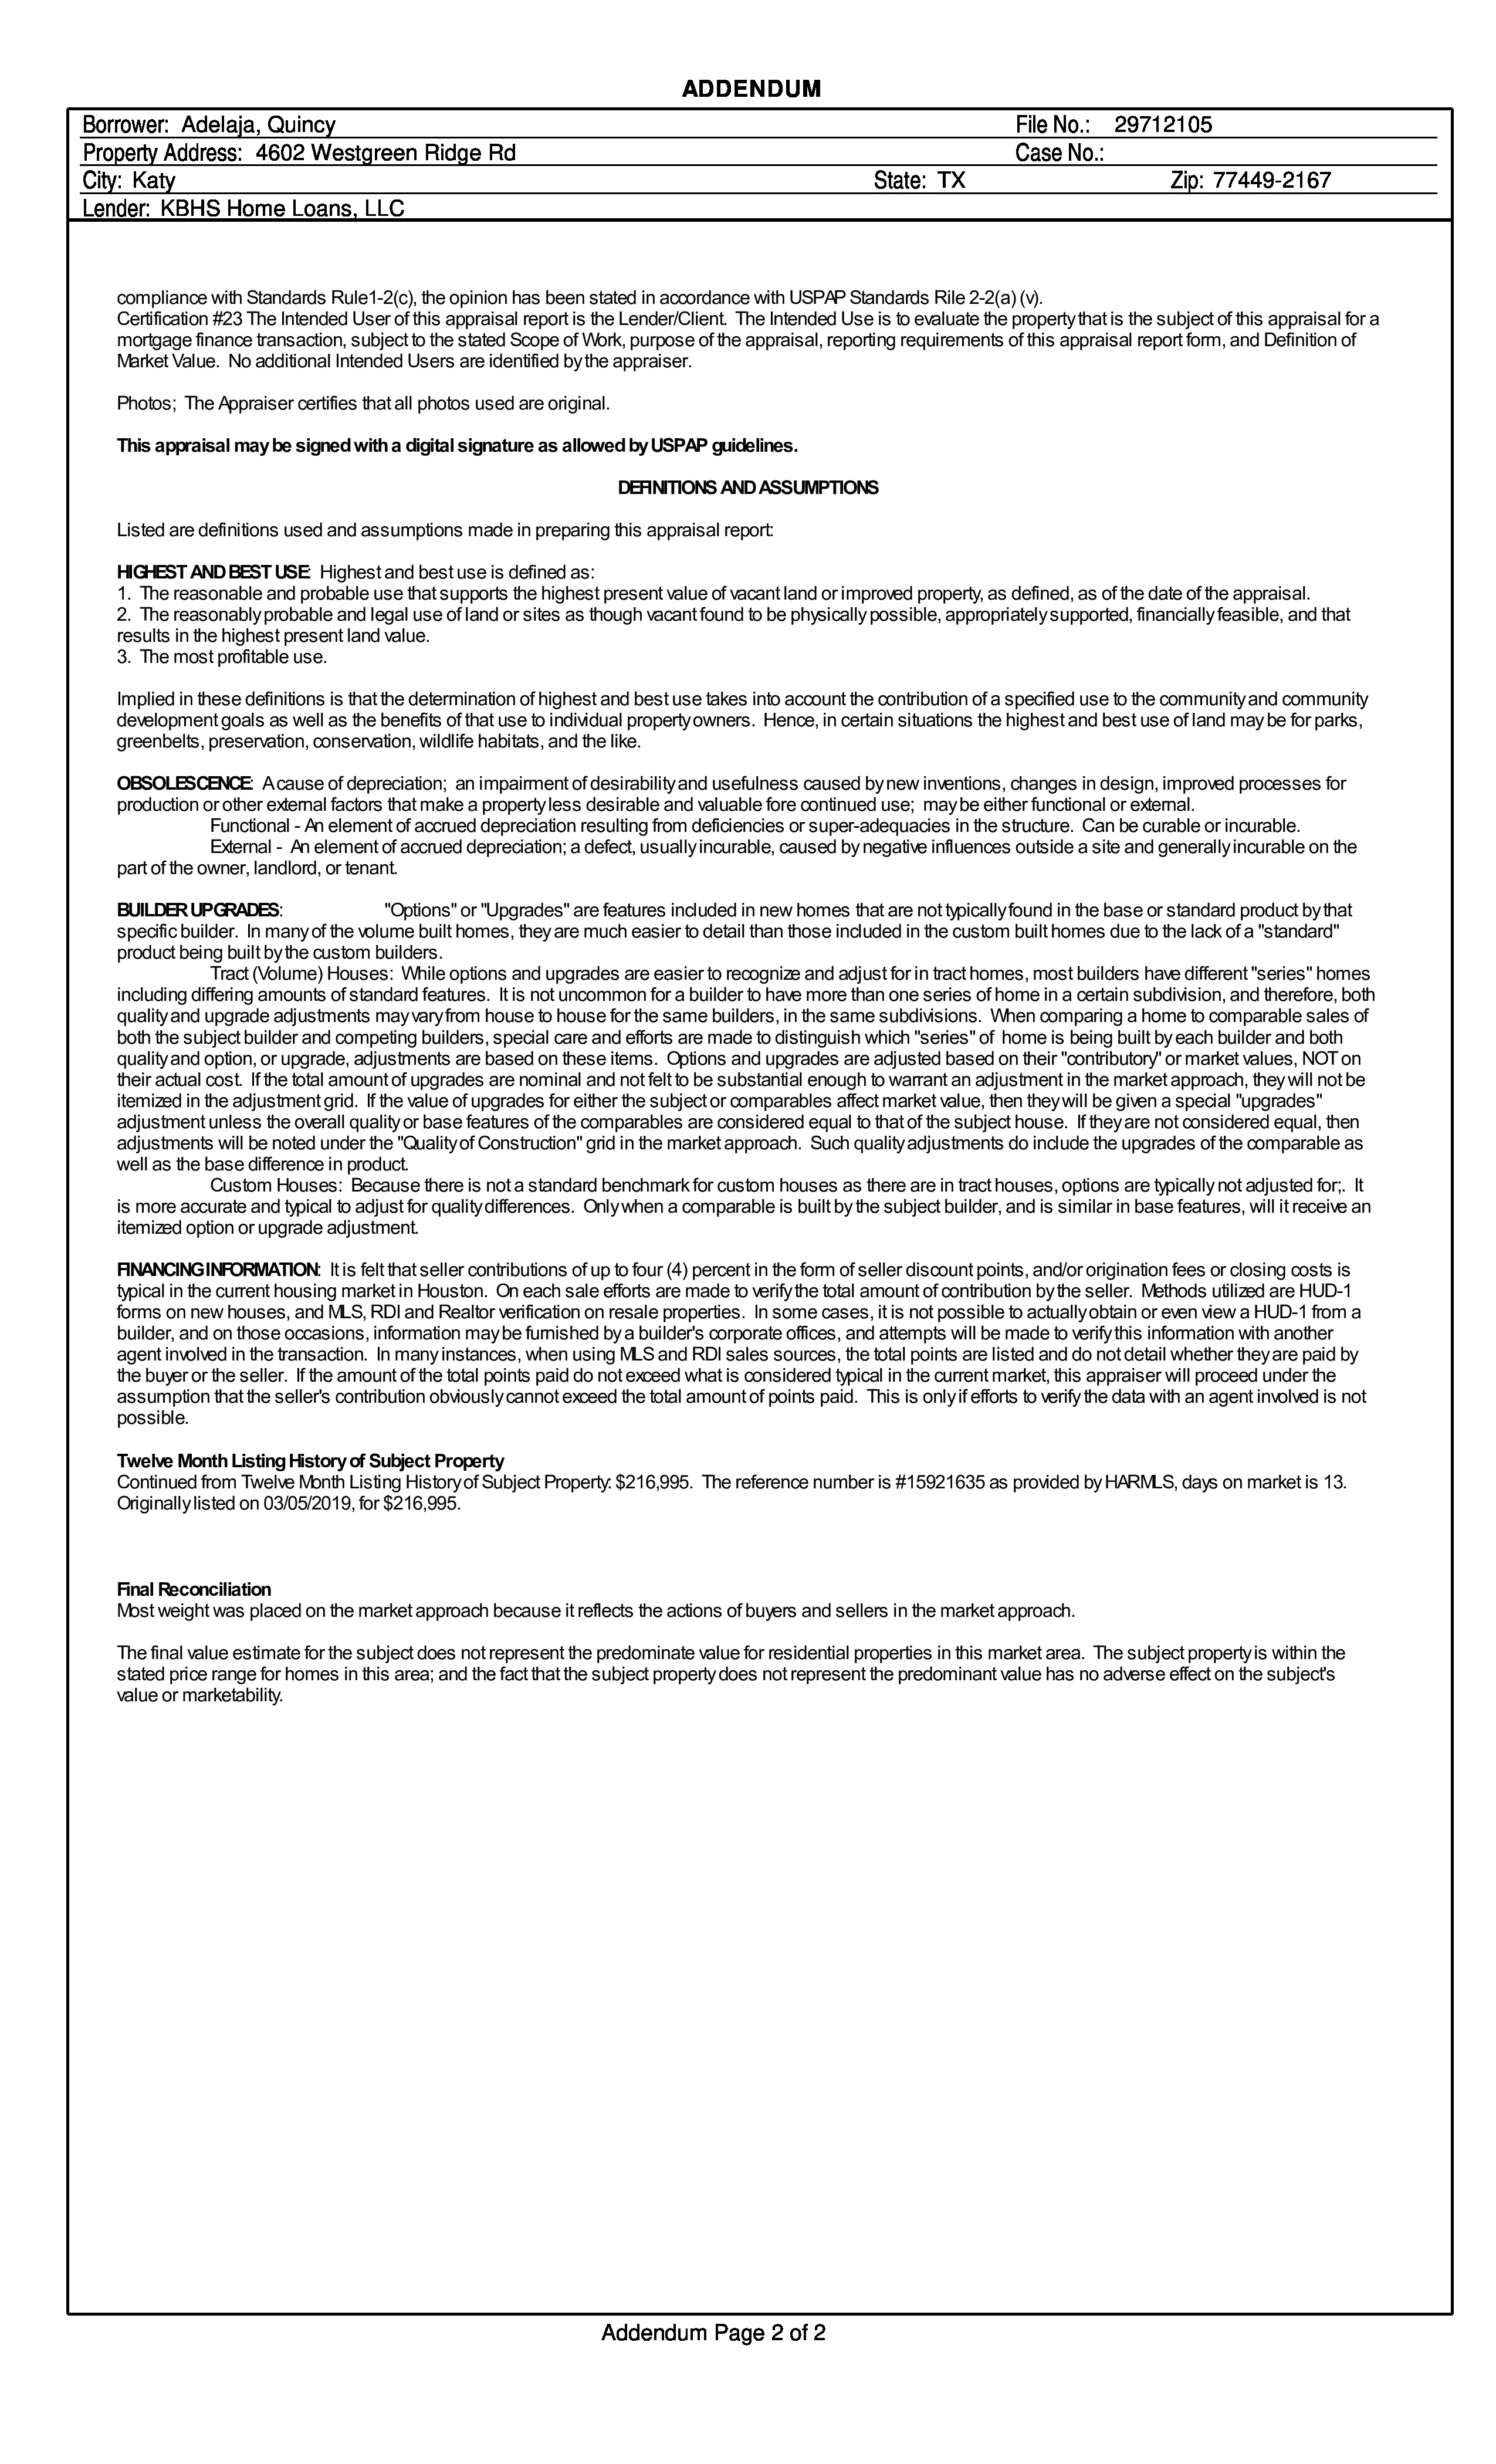 ADDENDUM
Borrower: Adelaja, Quincy File No.: 29712105
Property Address: 4602 Westgreen Ridge Rd Case No.:
City: Katy State: TX Zip: 77449-2167
Lender: KBHS Home Loans, LLC
compliance with Standards Rule1-2(c), the opinion has been stated in accordance with USPAP Standards Rile 2-2(a) (v).
Certification #23 The Intended User of this appraisal report is the Lender/Client. The Intended Use is to evaluate the property that is the subject of this appraisal for a
mortgage finance transaction, subject to the stated Scope of Work, purpose of the appraisal, reporting requirements of this appraisal report form, and Definition of
Market Value. No additional Intended Users are identified by the appraiser.
Photos; The Appraiser certifies that all photos used are original.
This appraisal may be signed with a digital signature as allowed by USPAP guidelines.
DEFINITIONS AND ASSUMPTIONS
Listed are definitions used and assumptions made in preparing this appraisal report:
HIGHEST AND BEST USE: Highest and best use is defined as:
1. The reasonable and probable use that supports the highest present value of vacant land or improved property, as defined, as of the date of the appraisal.
2. The reasonably probable and legal use of land or sites as though vacant found to be physically possible, appropriately supported, financially feasible, and that
results in the highest present land value.
3. The most profitable use.
Implied in these definitions is that the determination of highest and best use takes into account the contribution of a specified use to the community and community
development goals as well as the benefits of that use to individual property owners. Hence, in certain situations the highest and best use of land may be for parks,
greenbelts, preservation, conservation, wildlife habitats, and the like.
OBSOLESCENCE: A cause of depreciation; an impairment of desirability and usefulness caused by new inventions, changes in design, improved processes for
production or other external factors that make a property less desirable and valuable fore continued use; may be either functional or external.
Functional - An element of accrued depreciation resulting from deficiencies or super-adequacies in the structure. Can be curable or incurable.
External - An element of accrued depreciation; a defect, usually incurable, caused by negative influences outside a site and generally incurable on the
part of the owner, landlord, or tenant.
BUILDER UPGRADES: "Options" or "Upgrades" are features included in new homes that are not typically found in the base or standard product by that
specific builder. In many of the volume built homes, they are much easier to detail than those included in the custom built homes due to the lack of a "standard"
product being built by the custom builders.
Tract (Volume) Houses: While options and upgrades are easier to recognize and adjust for in tract homes, most builders have different "series" homes
including differing amounts of standard features. It is not uncommon for a builder to have more than one series of home in a certain subdivision, and therefore, both
quality and upgrade adjustments may vary from house to house for the same builders, in the same subdivisions. When comparing a home to comparable sales of
both the subject builder and competing builders, special care and efforts are made to distinguish which "series" of home is being built by each builder and both
quality and option, or upgrade, adjustments are based on these items. Options and upgrades are adjusted based on their "contributory" or market values, NOT on
their actual cost. If the total amount of upgrades are nominal and not felt to be substantial enough to warrant an adjustment in the market approach, they will not be
itemized in the adjustment grid. If the value of upgrades for either the subject or comparables affect market value, then they will be given a special "upgrades"
adjustment unless the overall quality or base features of the comparables are considered equal to that of the subject house. If they are not considered equal, then
adjustments will be noted under the "Quality of Construction" grid in the market approach. Such quality adjustments do include the upgrades of the comparable as
well as the base difference in product.
Custom Houses: Because there is not a standard benchmark for custom houses as there are in tract houses, options are typically not adjusted for;. It
is more accurate and typical to adjust for quality differences. Only when a comparable is built by the subject builder, and is similar in base features, will it receive an
itemized option or upgrade adjustment.
FINANCING INFORMATION: It is felt that seller contributions of up to four (4) percent in the form of seller discount points, and/or origination fees or closing costs is
typical in the current housing market in Houston. On each sale efforts are made to verify the total amount of contribution by the seller. Methods utilized are HUD-1
forms on new houses, and MLS, RDI and Realtor verification on resale properties. In some cases, it is not possible to actually obtain or even view a HUD-1 from a
builder, and on those occasions, information may be furnished by a builder's corporate offices, and attempts will be made to verify this information with another
agent involved in the transaction. In many instances, when using MLS and RDI sales sources, the total points are listed and do not detail whether they are paid by
the buyer or the seller. If the amount of the total points paid do not exceed what is considered typical in the current market, this appraiser will proceed under the
assumption that the seller's contribution obviously cannot exceed the total amount of points paid. This is only if efforts to verify the data with an agent involved is not
possible.
Twelve Month Listing History of Subject Property
Continued from Twelve Month Listing History of Subject Property: $216,995. The reference number is #15921635 as provided by HARMLS, days on market is 13.
Originally listed on 03/05/2019, for $216,995.
Final Reconciliation
Most weight was placed on the market approach because it reflects the actions of buyers and sellers in the market approach.
The final value estimate for the subject does not represent the predominate value for residential properties in this market area. The subject property is within the
stated price range for homes in this area; and the fact that the subject property does not represent the predominant value has no adverse effect on the subject's
value or marketability.
Addendum Page 2 of 2